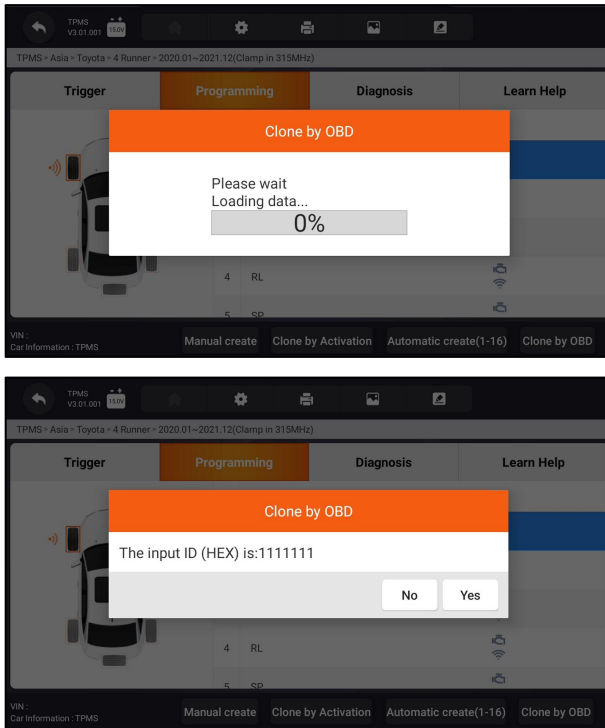 TPMS
V3.01.001
15.0V
TPMS > Asia > Toyota > 4 Runner > 2020.01~2021.12(Clamp in 315MHz)
Trigger Programming Diagnosis Learn Help
Clone by OBD
Please wait
Loading data...
0%
4 RL
5 SP
VIN :
Car Information : TPMS
Manual create Clone by Activation Automatic create(1-16) Clone by OBD
TPMS
V3.01.001
15.0V
TPMS > Asia > Toyota > 4 Runner > 2020.01~2021.12(Clamp in 315MHz)
Trigger Programming Diagnosis Learn Help
Clone by OBD
The input ID (HEX) is:1111111
No Yes
4 RL
5 SP
VIN :
Car Information : TPMS
Manual create Clone by Activation Automatic create(1-16) Clone by OBD